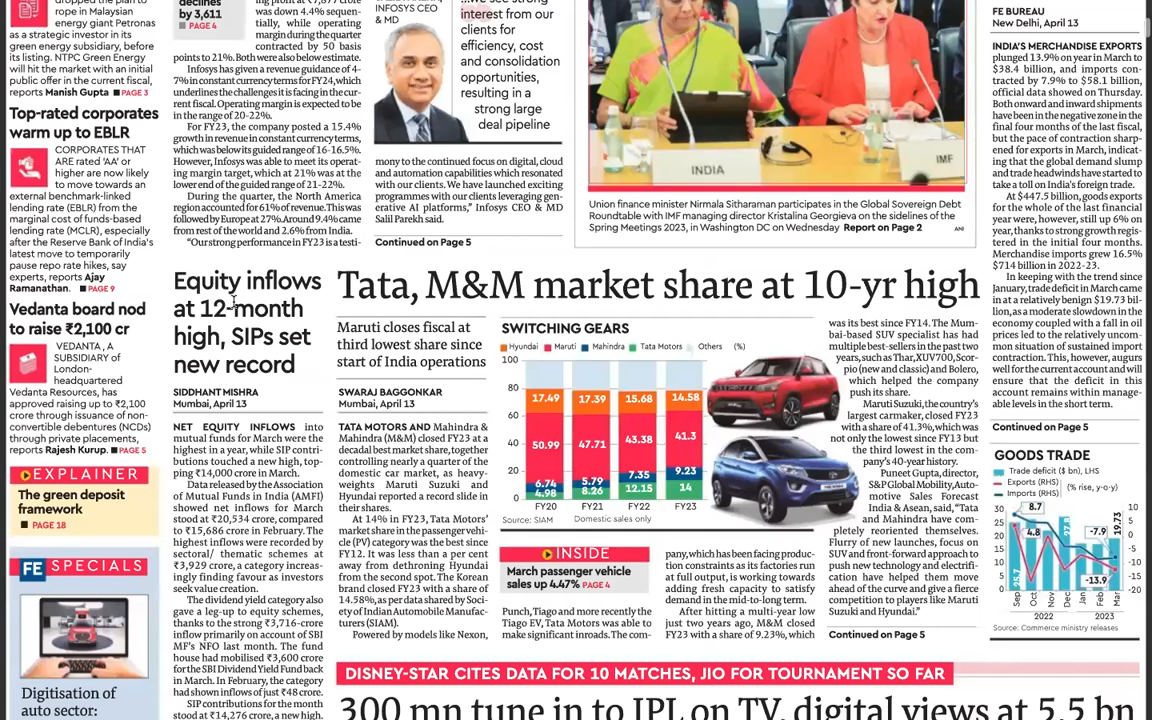 dropped the plan to
rope in Malaysian
energy giant Petronas
as a strategic investor in its
green energy subsidiary, before
its listing. NTPC Green Energy
will hit the market with an initial
public offer in the current fiscal,
reports Manish Gupta ■ PAGE 3
Top-rated corporates
warm up to EBLR
CORPORATES THAT
ARE rated 'AA' or
higher are now likely
to move towards an
external benchmark-linked
lending rate (EBLR) from the
marginal cost of funds-based
lending rate (MCLR), especially
after the Reserve Bank of India's
latest move to temporarily
pause repo rate hikes, say
experts, reports Ajay
Ramanathan. ■ PAGE 9
Vedanta board nod
to raise ₹2,100 cr
VEDANTA , A
SUBSIDIARY of
London-
headquartered
Vedanta Resources, has
approved raising up to ₹2,100
crore through issuance of non-
convertible debentures (NCDs)
through private placements,
reports Rajesh Kurup. ■ PAGE 5
EXPLAINER
The green deposit
framework
■ PAGE 18
FE SPECIALS
Digitisation of
auto sector:
declines
by 3,611
■ PAGE 4
was down 4.4% sequen-
tially, while operating
margin during the quarter
contracted by 50 basis
points to 21%. Both were also below estimate.
Infosys has given a revenue guidance of 4-
7% in constant currency terms for FY24, which
underlines the challenges it is facing in the cur-
rent fiscal. Operating margin is expected to be
in the range of 20-22%.
For FY23, the company posted a 15.4%
growth in revenue in constant currency terms,
which was below its guided range of 16-16.5%.
However, Infosys was able to meet its operat-
ing margin target, which at 21% was at the
lower end of the guided range of 21-22%.
During the quarter, the North America
region accounted for 61% of revenue. This was
followed by Europe at 27%. Around 9.4% came
from rest of the world and 2.6% from India.
"Our strong performance in FY23 is a testi-
INFOSYS CEO
& MD
...we see strong
interest from our
clients for
efficiency, cost
and consolidation
opportunities,
resulting in a
strong large
deal pipeline
mony to the continued focus on digital, cloud
and automation capabilities which resonated
with our clients. We have launched exciting
programmes with our clients leveraging gen-
erative AI platforms," Infosys CEO & MD
Salil Parekh said.
Continued on Page 5
INDIA
IMF
Union finance minister Nirmala Sitharaman participates in the Global Sovereign Debt
Roundtable with IMF managing director Kristalina Georgieva on the sidelines of the
Spring Meetings 2023, in Washington DC on Wednesday Report on Page 2
ANI
Equity inflows
at 12-month
high, SIPs set
new record
SIDDHANT MISHRA
Mumbai, April 13
NET EQUITY INFLOWS into
mutual funds for March were the
highest in a year, while SIP contri-
butions touched a new high, top-
ping ₹14,000 crore in March.
Data released by the Association
of Mutual Funds in India (AMFI)
showed net inflows for March
stood at ₹20,534 crore, compared
to ₹15,686 crore in February. The
highest inflows were recorded by
sectoral/ thematic schemes at
₹3,929 crore, a category increas-
ingly finding favour as investors
seek value creation.
The dividend yield category also
gave a leg-up to equity schemes,
thanks to the strong ₹3,716-crore
inflow primarily on account of SBI
MF's NFO last month. The fund
house had mobilised ₹3,600 crore
for the SBI Dividend Yield Fund back
in March. In February, the category
had shown inflows of just ₹48 crore.
SIP contributions for the month
stood at ₹14,276 crore, a new high.
Tata, M&M market share at 10-yr high
Maruti closes fiscal at
third lowest share since
start of India operations
SWARAJ BAGGONKAR
Mumbai, April 13
TATA MOTORS AND Mahindra &
Mahindra (M&M) closed FY23 at a
decadal best market share, together
controlling nearly a quarter of the
domestic car market, as heavy-
weights Maruti Suzuki and
Hyundai reported a record slide in
their shares.
At 14% in FY23, Tata Motors'
market share in the passenger vehic-
le (PV) category was the best since
FY12. It was less than a per cent
away from dethroning Hyundai
from the second spot. The Korean
brand closed FY23 with a share of
14.58%, as per data shared by Soci-
ety of Indian Automobile Manufac-
turers (SIAM).
Powered by models like Nexon,
SWITCHING GEARS
Hyundai Maruti Mahindra Tata Motors Others (%)
100
80
60
40
20
0
17.49 17.39 15.68 14.58
50.99 47.71 43.38 41.3
6.74 5.79 7.35 9.23
4.98 8.26 12.15 14
FY20 FY21 FY22 FY23
Source: SIAM Domestic sales only
INSIDE
March passenger vehicle
sales up 4.47% PAGE 4
Punch, Tiago and more recently the
Tiago EV, Tata Motors was able to
make significant inroads. The com-
pany, which has been facing produc-
tion constraints as its factories run
at full output, is working towards
adding fresh capacity to satisfy
demand in the mid-to-long term.
After hitting a multi-year low
just two years ago, M&M closed
FY23 with a share of 9.23%, which
was its best since FY14. The Mum-
bai-based SUV specialist has had
multiple best-sellers in the past two
years, such as Thar, XUV700, Scor-
pio (new and classic) and Bolero,
which helped the company
push its share.
Maruti Suzuki, the country's
largest carmaker, closed FY23
with a share of 41.3%, which was
not only the lowest since FY13 but
the third lowest in the com-
pany's 40-year history.
Puneet Gupta, director,
S&P Global Mobility, Auto-
motive Sales Forecast
India & Asean, said, "Tata
and Mahindra have com-
pletely reoriented themselves.
Flurry of new launches, focus on
SUV and front-forward approach to
push new technology and electrifi-
cation have helped them move
ahead of the curve and give a fierce
competition to players like Maruti
Suzuki and Hyundai."
Continued on Page 5
FE BUREAU
New Delhi, April 13
INDIA'S MERCHANDISE EXPORTS
plunged 13.9% on year in March to
$38.4 billion, and imports con-
tracted by 7.9% to $58.1 billion,
official data showed on Thursday.
Both onward and inward shipments
have been in the negative zone in the
final four months of the last fiscal,
but the pace of contraction sharp-
ened for exports in March, indicat-
ing that the global demand slump
and trade headwinds have started to
take a toll on India's foreign trade.
At $447.5 billion, goods exports
for the whole of the last financial
year were, however, still up 6% on
year, thanks to strong growth regis-
tered in the initial four months.
Merchandise imports grew 16.5%
$714 billion in 2022-23.
In keeping with the trend since
January, trade deficit in March came
in at a relatively benign $19.73 bil-
lion, as a moderate slowdown in the
economy coupled with a fall in oil
prices led to the relatively uncom-
mon situation of sustained import
contraction. This, however, augurs
well for the current account and will
ensure that the deficit in this
account remains within manage-
able levels in the short term.
Continued on Page 5
GOODS TRADE
Trade deficit ($ bn), LHS
Exports (RHS)
Imports (RHS)
(% rise, y-o-y)
30
25
20
15
10
5
0
10
5
0
-5
-10
-15
-20
8.7
4.8
-7.9
-13.9
25.7
19.73
Sep Oct Nov Dec Jan Feb Mar
2022 2023
Source: Commerce ministry releases
DISNEY-STAR CITES DATA FOR 10 MATCHES, JIO FOR TOURNAMENT SO FAR
300 mn tune in to IPL on TV, digital views at 5.5 bn